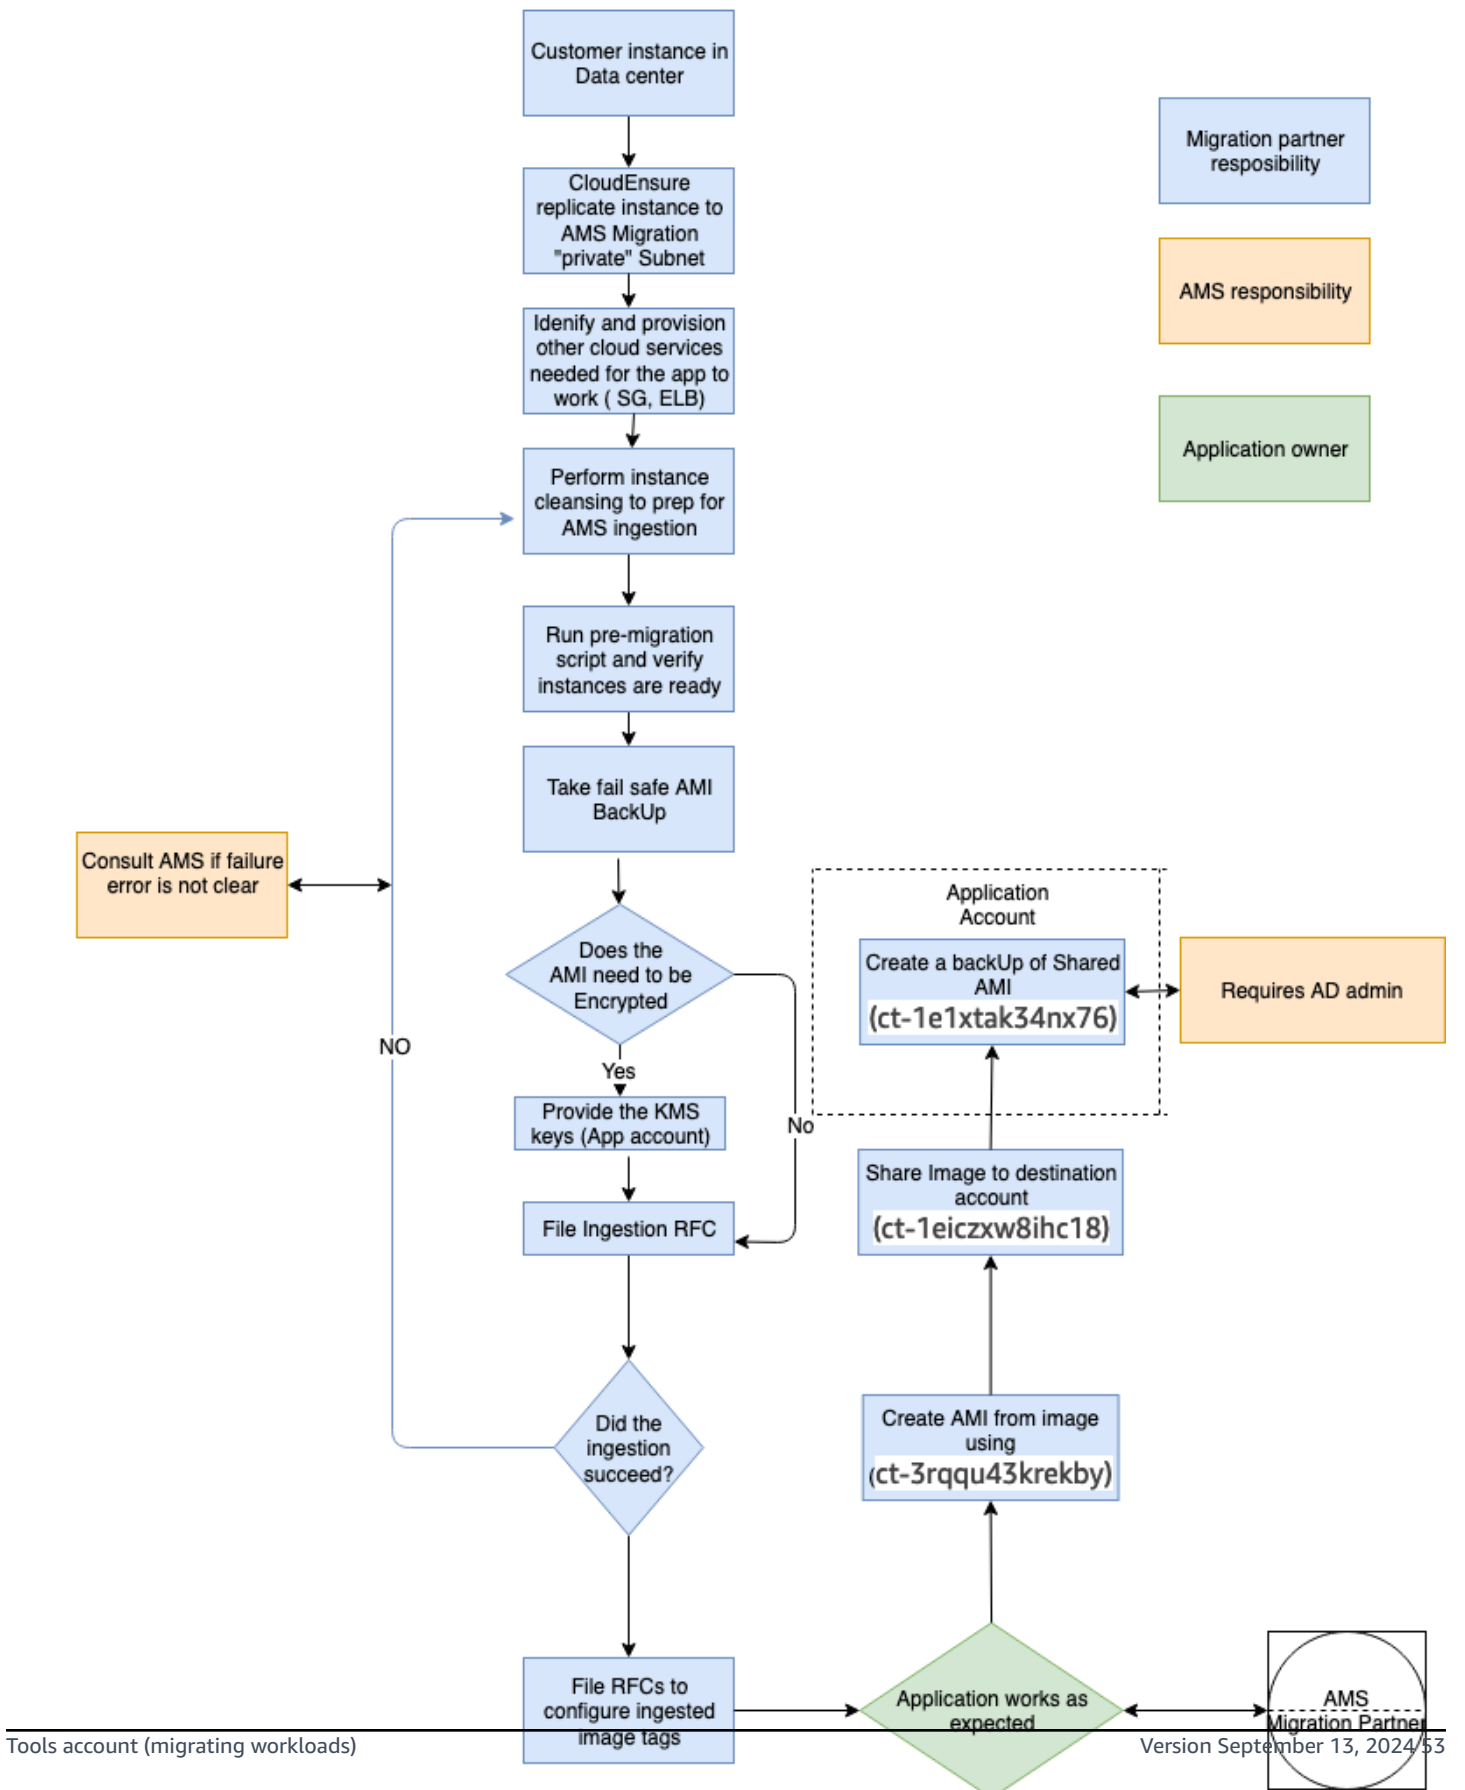 Customer instance in
Data center
CloudEnsure
replicate instance to
AMS Migration
"private" Subnet
Idenify and provision
other cloud services
needed for the app to
work ( SG, ELB)
Perform instance
cleansing to prep for
AMS ingestion
Run pre-migration
script and verify
instances are ready
Take fail safe AMI
BackUp
Does the
AMI need to be
Encrypted
Yes
No
Provide the KMS
keys (App account)
File Ingestion RFC
Did the
ingestion
succeed?
NO
Consult AMS if failure
error is not clear
File RFCs to
configure ingested
image tags
Application works as
expected
AMS
Migration Partner
Create AMI from image
using
(ct-3rqqu43krekby)
Share Image to destination
account
(ct-1eiczxw8ihc18)
Application
Account
Create a backUp of Shared
AMI
(ct-1e1xtak34nx76)
Requires AD admin
Migration partner
resposibility
AMS responsibility
Application owner
Tools account (migrating workloads)
Version September 13, 2024 53